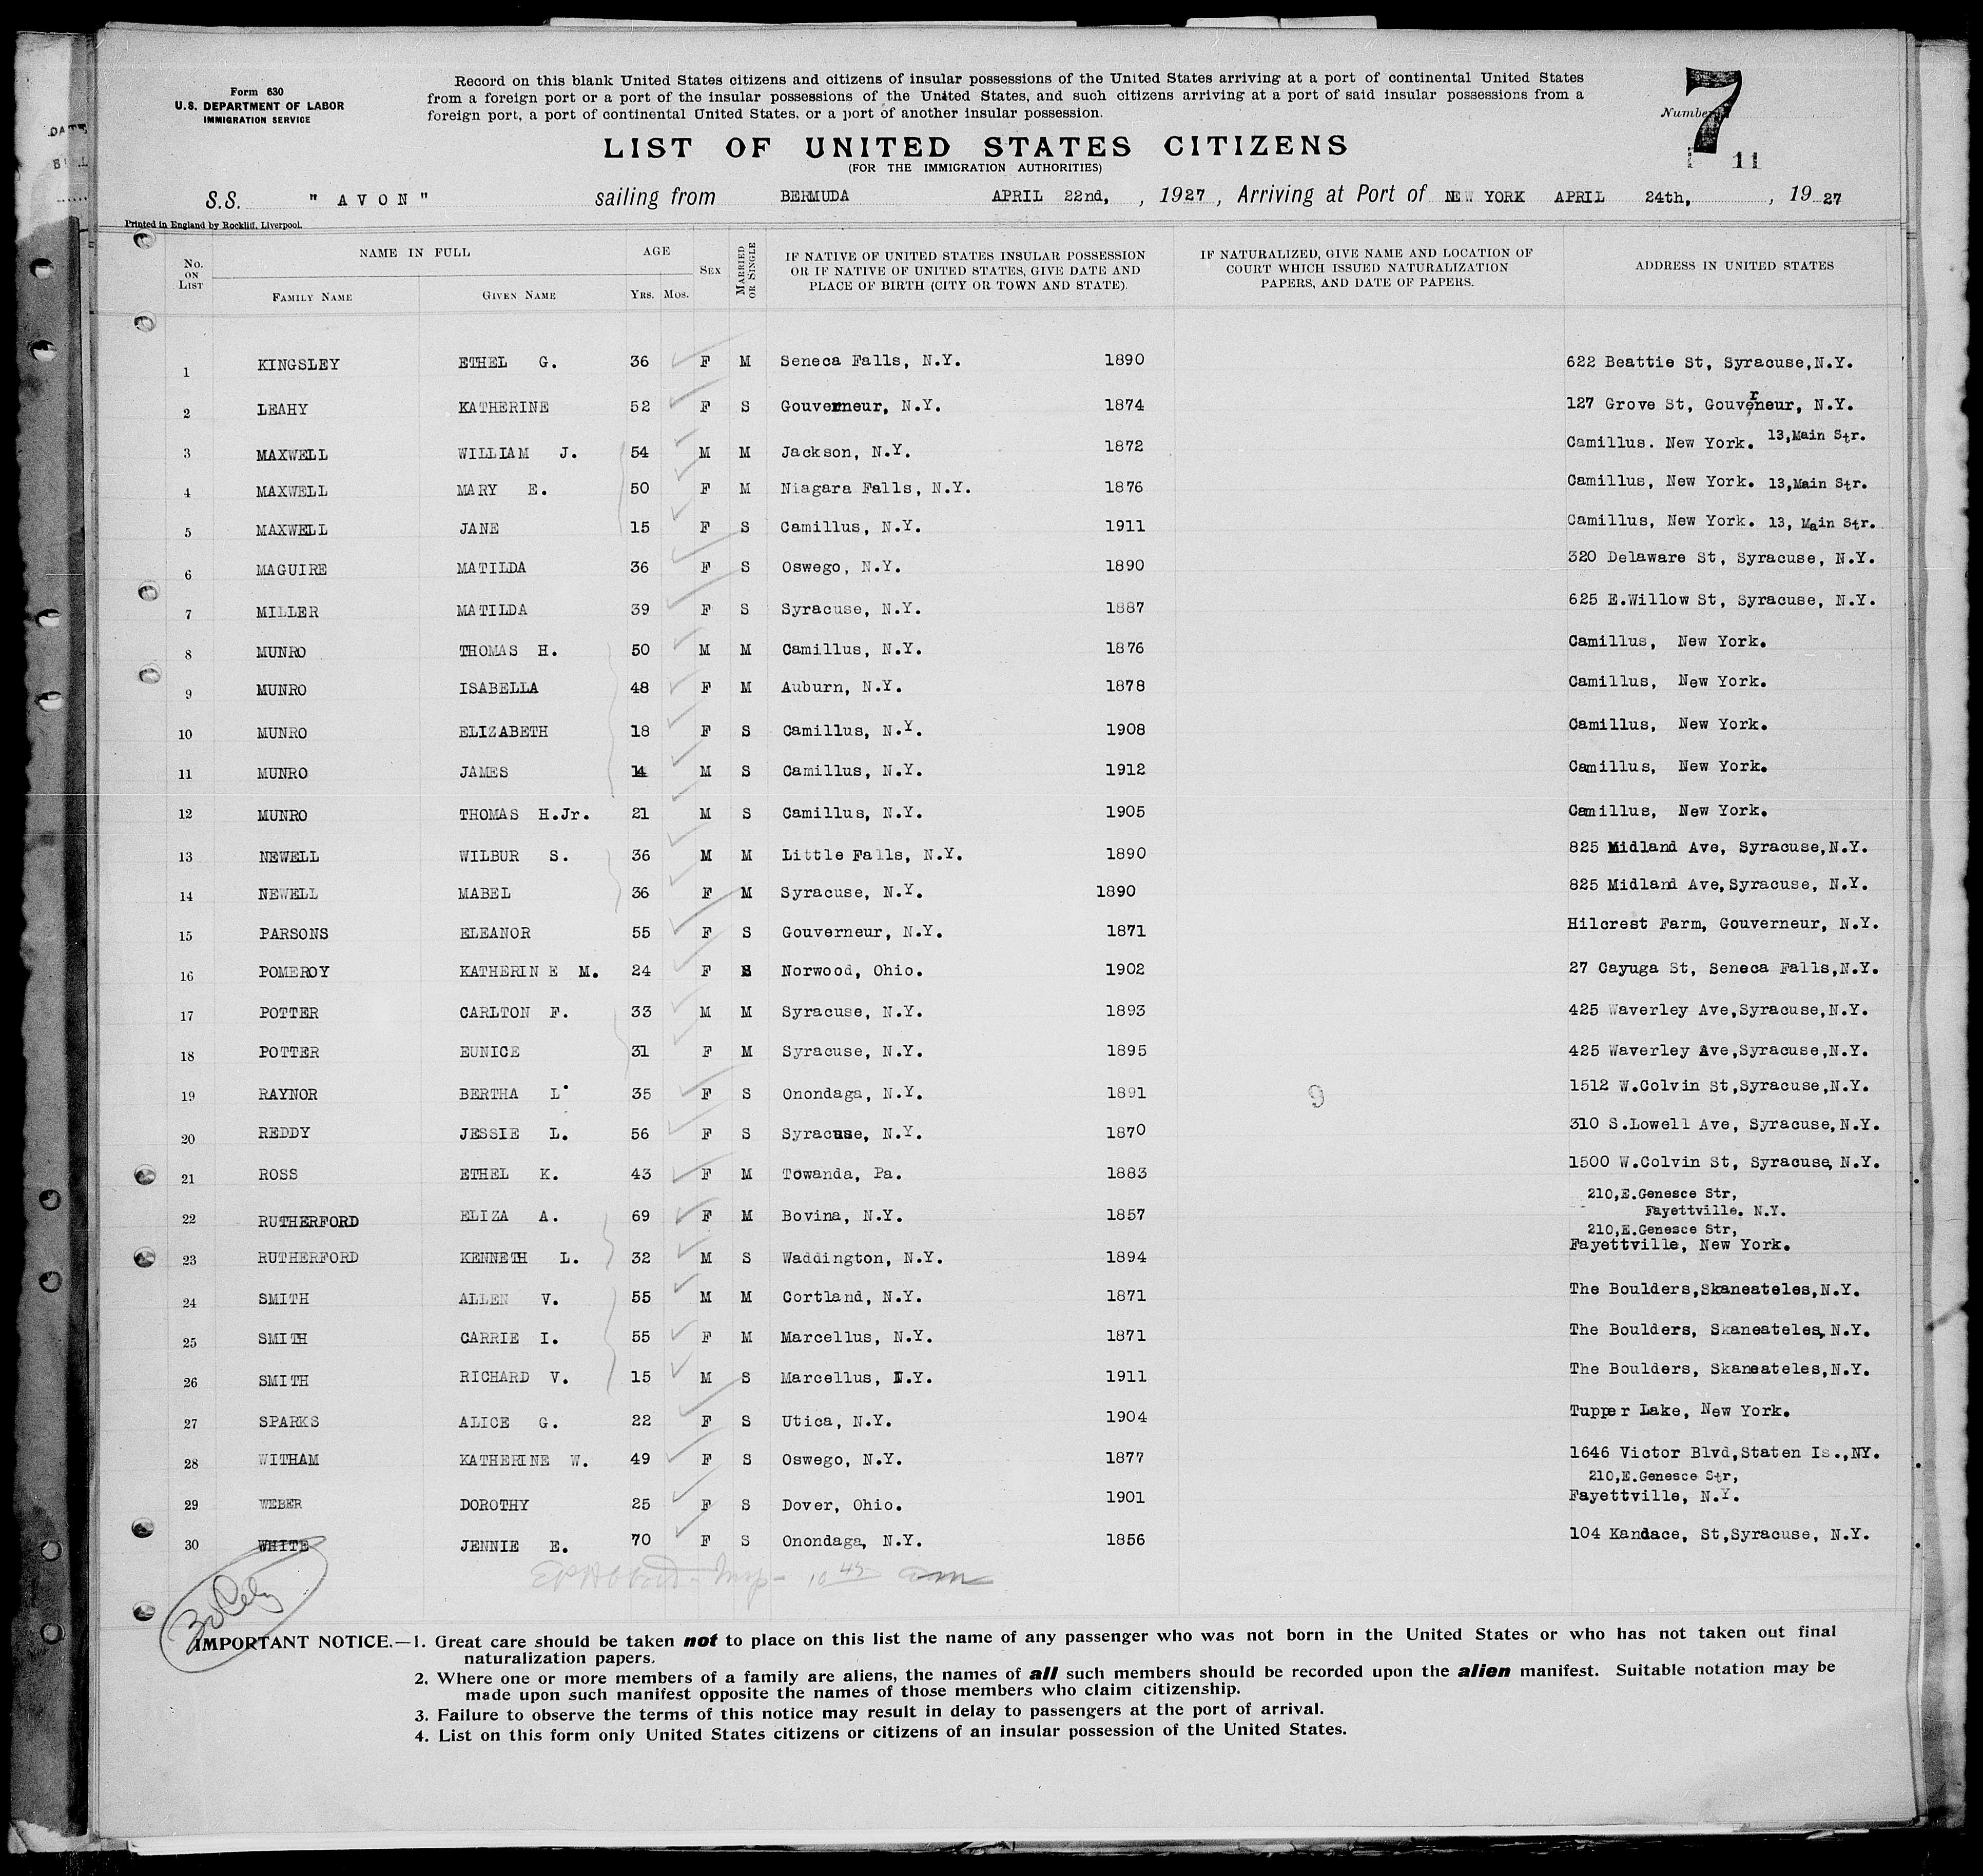 Form 630
U.S. DEPARTMENT OF LABOR
IMMIGRATION SERVICE
Record on this blank United States citizens and citizens of insular possessions of the United States arriving at a port of continental United States
from a foreign port or a port of the insular possessions of the United States, and such citizens arriving at a port of said insular possessions from a
foreign port, a port of continental United States, or a port of another insular possession.
Number 7
11
LIST OF UNITED STATES CITIZENS
(FOR THE IMMIGRATION AUTHORITIES)
S.S. " AVON " sailing from BERMUDA APRIL 22nd, , 1927, Arriving at Port of NEW YORK APRIL 24th, , 19 27
Printed in England by Rockliff, Liverpool.
No. ON LIST NAME IN FULL AGE SEX MARRIED OR SINGLE IF NATIVE OF UNITED STATES INSULAR POSSESSION OR IF NATIVE OF UNITED STATES, GIVE DATE AND PLACE OF BIRTH (CITY OR TOWN AND STATE). IF NATURALIZED, GIVE NAME AND LOCATION OF COURT WHICH ISSUED NATURALIZATION PAPERS, AND DATE OF PAPERS. ADDRESS IN UNITED STATES
FAMILY NAME GIVEN NAME YRS. MOS.
1 KINGSLEY ETHEL G. 36 F M Seneca Falls, N.Y. 1890 622 Beattie St, Syracuse,N.Y.
2 LEAHY KATHERINE 52 F S Gouverneur, N.Y. 1874 127 Grove St, Gouverneur, N.Y.
3 MAXWELL WILLIAM J. 54 M M Jackson, N.Y. 1872 Camillus. New York. 13,Main Str.
4 MAXWELL MARY E. 50 F M Niagara Falls, N.Y. 1876 Camillus, New York. 13,Main Str.
5 MAXWELL JANE 15 F S Camillus, N.Y. 1911 Camillus, New York. 13, Main Str.
6 MAGUIRE MATILDA 36 F S Oswego, N.Y. 1890 320 Delaware St, Syracuse, N.Y.
7 MILLER MATILDA 39 F S Syracuse, N.Y. 1887 625 E.Willow St, Syracuse, N.Y.
8 MUNRO THOMAS H. 50 M M Camillus, N.Y. 1876 Camillus, New York.
9 MUNRO ISABELLA 48 F M Auburn, N.Y. 1878 Camillus, New York.
10 MUNRO ELIZABETH 18 F S Camillus, N.Y. 1908 Camillus, New York.
11 MUNRO JAMES 14 M S Camillus, N.Y. 1912 Camillus, New York.
12 MUNRO THOMAS H.Jr. 21 M S Camillus, N.Y. 1905 Camillus, New York.
13 NEWELL WILBUR S. 36 M M Little Falls, N.Y. 1890 825 Midland Ave, Syracuse,N.Y.
14 NEWELL MABEL 36 F M Syracuse, N.Y. 1890 825 Midland Ave,Syracuse, N.Y.
15 PARSONS ELEANOR 55 F S Gouverneur, N.Y. 1871 Hilcrest Farm, Gouverneur, N.Y.
16 POMEROY KATHERINE M. 24 F S Norwood, Ohio. 1902 27 Cayuga St, Seneca Falls,N.Y.
17 POTTER CARLTON F. 33 M M Syracuse, N.Y. 1893 425 Waverley Ave,Syracuse,N.Y.
18 POTTER EUNICE 31 F M Syracuse, N.Y. 1895 425 Waverley Ave,Syracuse,N.Y.
19 RAYNOR BERTHA L. 35 F S Onondaga, N.Y. 1891 9 1512 W.Colvin St,Syracuse,N.Y.
20 REDDY JESSIE L. 56 F S Syracuse, N.Y. 1870 310 S.Lowell Ave, Syracuse,N.Y.
21 ROSS ETHEL K. 43 F M Towanda, Pa. 1883 1500 W.Colvin St, Syracuse, N.Y.
210,E.Genesce Str,
22 RUTHERFORD ELIZA A. 69 F M Bovina, N.Y. 1857 Fayettville. N.Y.
210,E.Genesce Str,
23 RUTHERFORD KENNETH L. 32 M S Waddington, N.Y. 1894 Fayettville, New York.
24 SMITH ALLEN V. 55 M M Cortland, N.Y. 1871 The Boulders,Skaneateles,N.Y.
25 SMITH CARRIE I. 55 F M Marcellus, N.Y. 1871 The Boulders, Skaneateles, N.Y.
26 SMITH RICHARD V. 15 M S Marcellus, N.Y. 1911 The Boulders, Skaneateles,N.Y.
27 SPARKS ALICE G. 22 F S Utica, N.Y. 1904 Tupper Lake, New York.
28 WITHAM KATHERINE W. 49 F S Oswego, N.Y. 1877 1646 Victor Blvd,Staten Is.,NY.
210,E.Genesce Str,
29 WEBER DOROTHY 25 F S Dover, Ohio. 1901 Fayettville, N.Y.
30 WHITE JENNIE E. 70 F S Onondaga, N.Y. 1856 104 Kandace, St,Syracuse, N.Y.
Insp- 10 45 am
IMPORTANT NOTICE.—1. Great care should be taken not to place on this list the name of any passenger who was not born in the United States or who has not taken out final
naturalization papers.
2. Where one or more members of a family are aliens, the names of all such members should be recorded upon the alien manifest. Suitable notation may be
made upon such manifest opposite the names of those members who claim citizenship.
3. Failure to observe the terms of this notice may result in delay to passengers at the port of arrival.
4. List on this form only United States citizens or citizens of an insular possession of the United States.